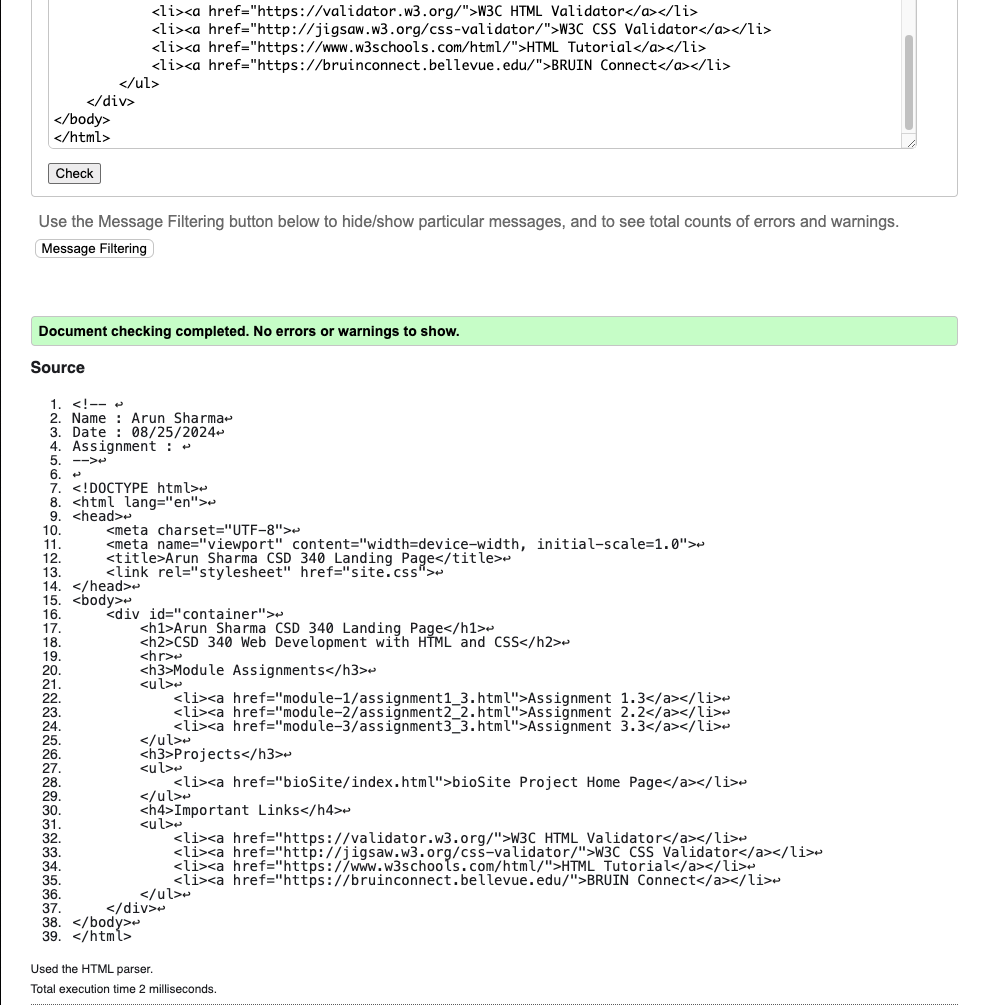 <li><a href="https://validator.w3.org/">W3C HTML Validator</a></li>
<li><a href="http://jigsaw.w3.org/css-validator/">W3C CSS Validator</a></li>
<li><a href="https://www.w3schools.com/html/">HTML Tutorial</a></li>
<li><a href="https://bruinconnect.bellevue.edu/">BRUIN Connect</a></li>
</ul>
</div>
</body>
</html>
Check
Use the Message Filtering button below to hide/show particular messages, and to see total counts of errors and warnings.
Message Filtering
Document checking completed. No errors or warnings to show.
Source
1. <!-- ↩
2. Name : Arun Sharma↩
3. Date : 08/25/2024↩
4. Assignment : ↩
5. -->↩
6. ↩
7. <!DOCTYPE html>↩
8. <html lang="en">↩
9. <head>↩
10. <meta charset="UTF-8">↩
11. <meta name="viewport" content="width=device-width, initial-scale=1.0">↩
12. <title>Arun Sharma CSD 340 Landing Page</title>↩
13. <link rel="stylesheet" href="site.css">↩
14. </head>↩
15. <body>↩
16. <div id="container">↩
17. <h1>Arun Sharma CSD 340 Landing Page</h1>↩
18. <h2>CSD 340 Web Development with HTML and CSS</h2>↩
19. <hr>↩
20. <h3>Module Assignments</h3>↩
21. <ul>↩
22. <li><a href="module-1/assignment1_3.html">Assignment 1.3</a></li>↩
23. <li><a href="module-2/assignment2_2.html">Assignment 2.2</a></li>↩
24. <li><a href="module-3/assignment3_3.html">Assignment 3.3</a></li>↩
25. </ul>↩
26. <h3>Projects</h3>↩
27. <ul>↩
28. <li><a href="bioSite/index.html">bioSite Project Home Page</a></li>↩
29. </ul>↩
30. <h4>Important Links</h4>↩
31. <ul>↩
32. <li><a href="https://validator.w3.org/">W3C HTML Validator</a></li>↩
33. <li><a href="http://jigsaw.w3.org/css-validator/">W3C CSS Validator</a></li>↩
34. <li><a href="https://www.w3schools.com/html/">HTML Tutorial</a></li>↩
35. <li><a href="https://bruinconnect.bellevue.edu/">BRUIN Connect</a></li>↩
36. </ul>↩
37. </div>↩
38. </body>↩
39. </html>
Used the HTML parser.
Total execution time 2 milliseconds.